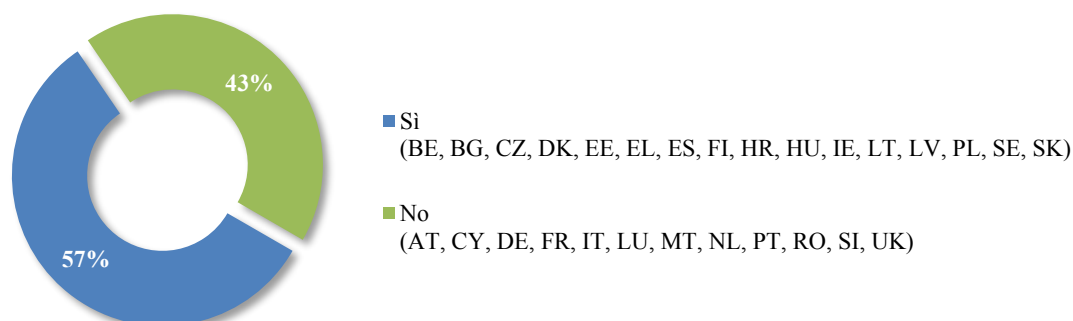 43%
57%
Sì
(BE, BG, CZ, DK, EE, EL, ES, FI, HR, HU, IE, LT, LV, PL, SE, SK)
No
(AT, CY, DE, FR, IT, LU, MT, NL, PT, RO, SI, UK)